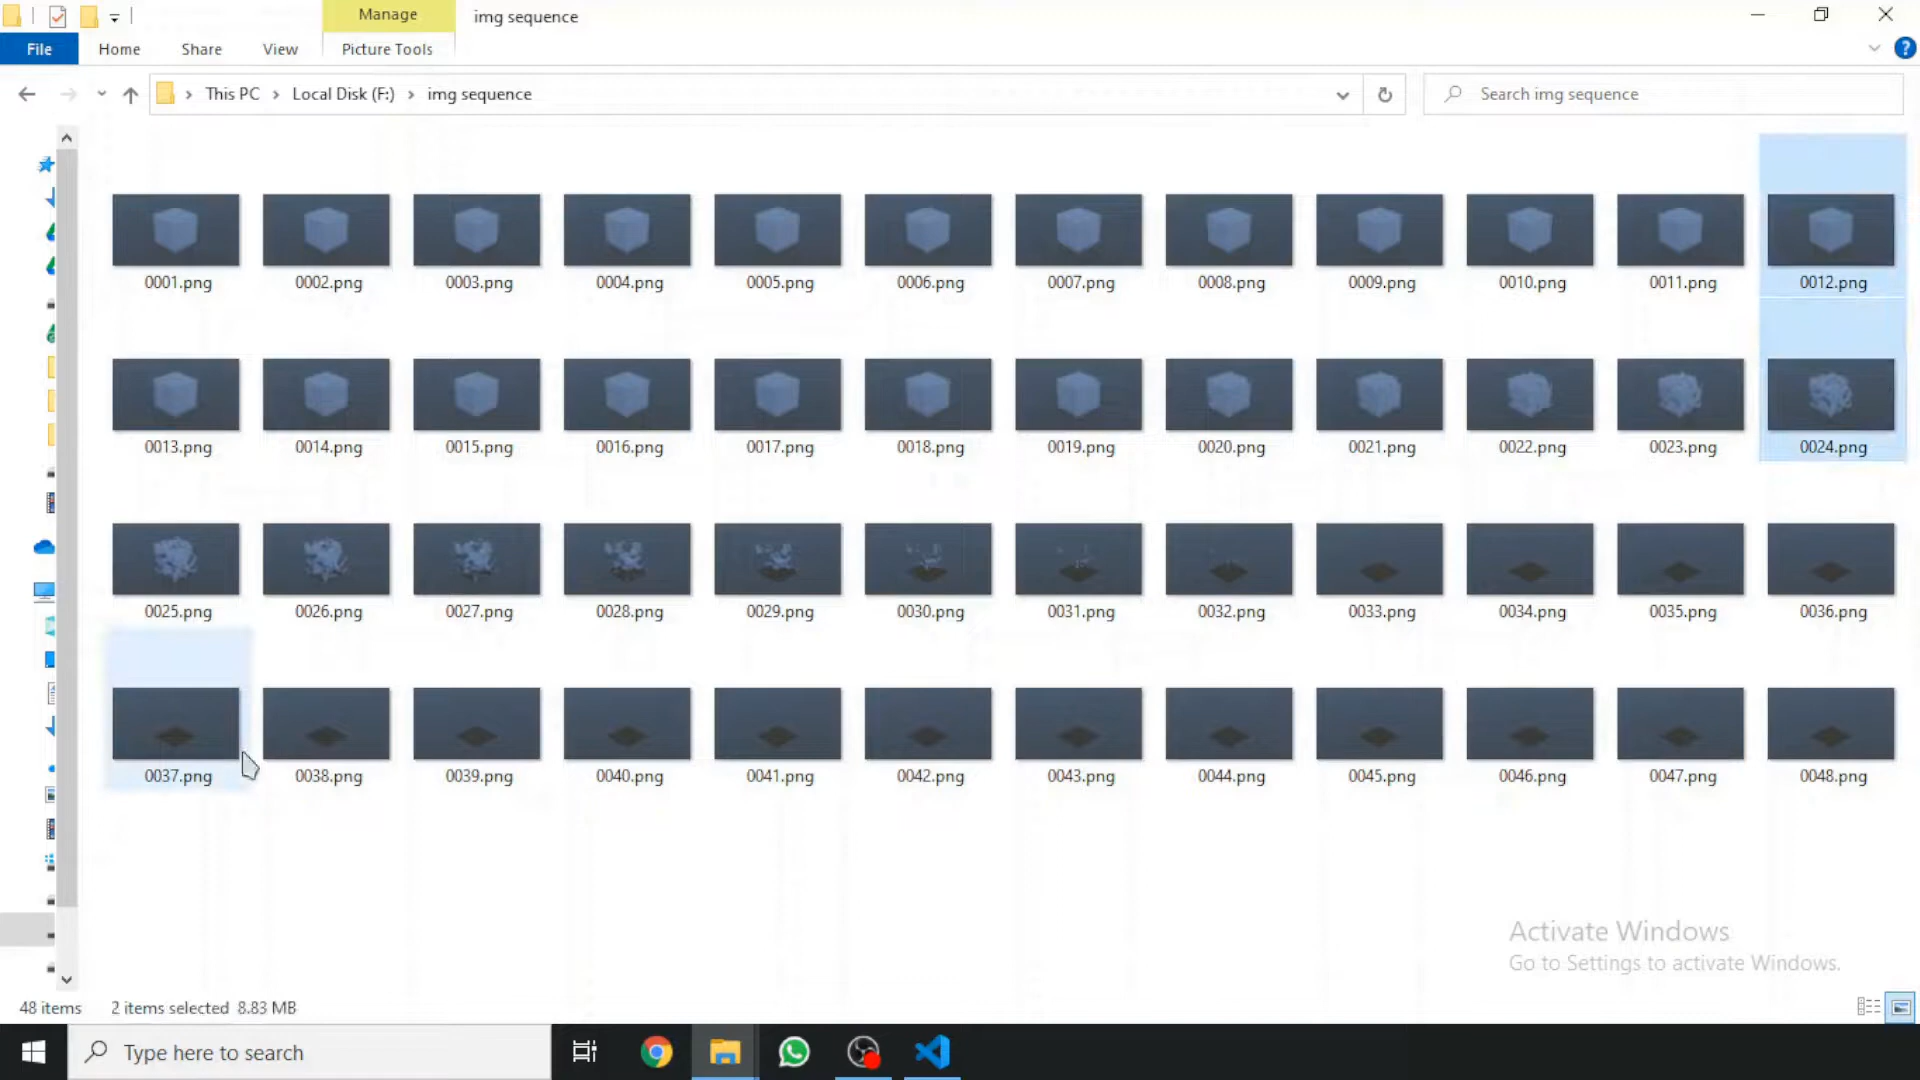 Manage
img sequence
File
Home
Share
View
Picture Tools
This PC
Local Disk (F:)
img sequence
Search img sequence
0001.png
0002.png
0003.png
0004.png
0005.png
0006.png
0007.png
0008.png
0009.png
0010.png
0011.png
0012.png
0013.png
0014.png
0015.png
0016.png
0017.png
0018.png
0019.png
0020.png
0021.png
0022.png
0023.png
0024.png
0025.png
0026.png
0027.png
0028.png
0029.png
0030.png
0031.png
0032.png
0033.png
0034.png
0035.png
0036.png
0037.png
0038.png
0039.png
0040.png
0041.png
0042.png
0043.png
0044.png
0045.png
0046.png
0047.png
0048.png
Activate Windows
Go to Settings to activate Windows.
48 items
2 items selected 8.83 MB
Type here to search